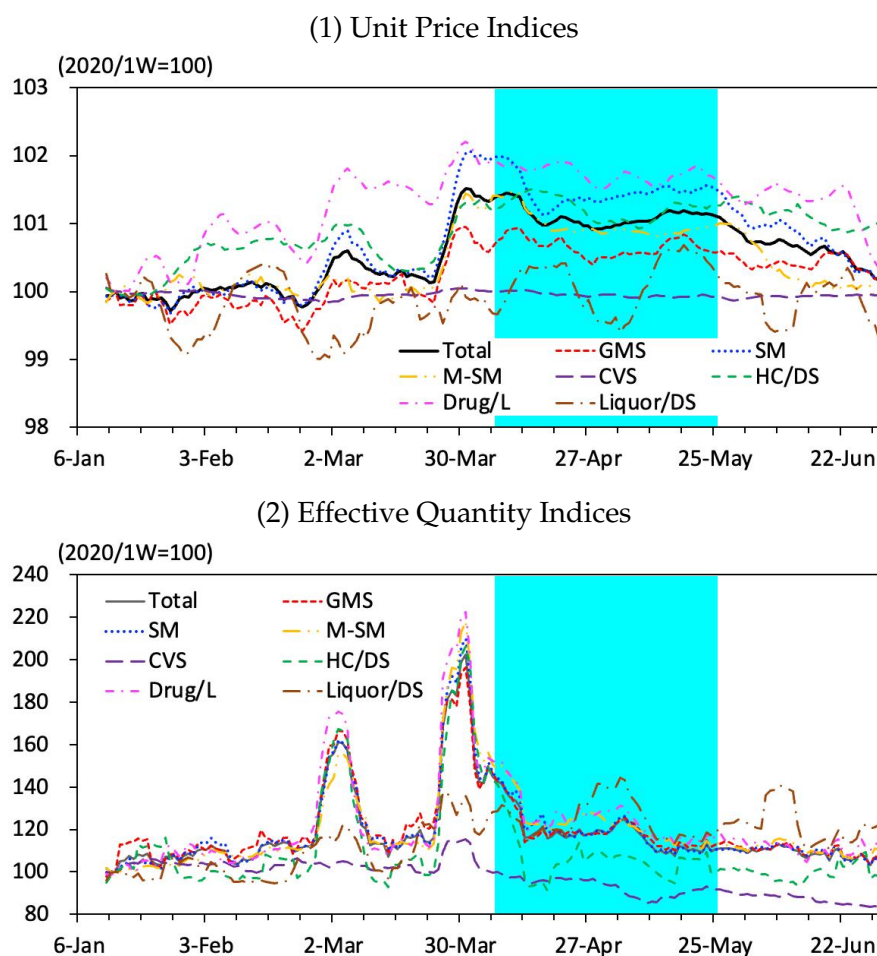 (1) Unit Price Indices
(2020/1W=100)
103
102
101
100
99
98
Total GMS SM
M-SM CVS HC/DS
Drug/L Liquor/DS
6-Jan 3-Feb 2-Mar 30-Mar 27-Apr 25-May 22-Jun
(2) Effective Quantity Indices
(2020/1W=100)
240
220
200
180
160
140
120
100
80
Total GMS
SM M-SM
CVS HC/DS
Drug/L Liquor/DS
6-Jan 3-Feb 2-Mar 30-Mar 27-Apr 25-May 22-Jun